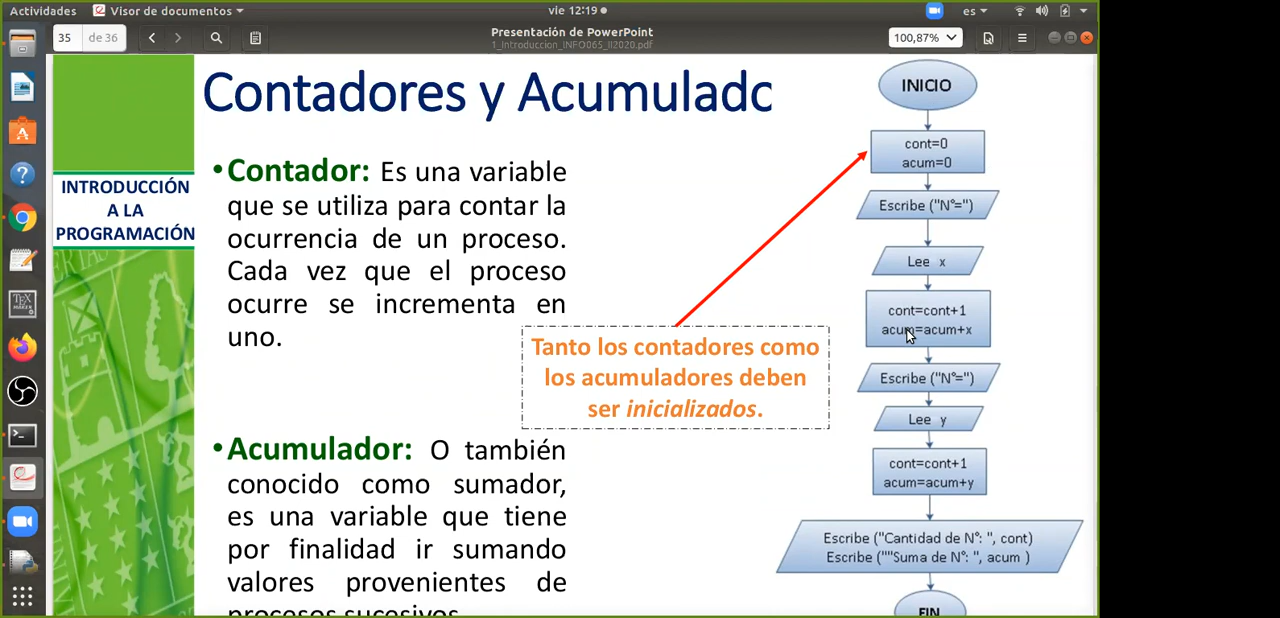 Actividades
Visor de documentos
vie 12:19
es
35
de 36
Presentación de PowerPoint
1_Introduccion_INFO065_II2020.pdf
100,87%
INTRODUCCIÓN
A LA
PROGRAMACIÓN
Contadores y Acumuladc
•Contador: Es una variable
que se utiliza para contar la
ocurrencia de un proceso.
Cada vez que el proceso
ocurre se incrementa en
uno.
Tanto los contadores como
los acumuladores deben
ser inicializados.
•Acumulador: O también
conocido como sumador,
es una variable que tiene
por finalidad ir sumando
valores provenientes de
procesos sucesivos
INICIO
cont=0
acum=0
Escribe ("N°=")
Lee x
cont=cont+1
acum=acum+x
Escribe ("N°=")
Lee y
cont=cont+1
acum=acum+y
Escribe ("Cantidad de N°: ", cont)
Escribe (""Suma de N°: ", acum )
FIN